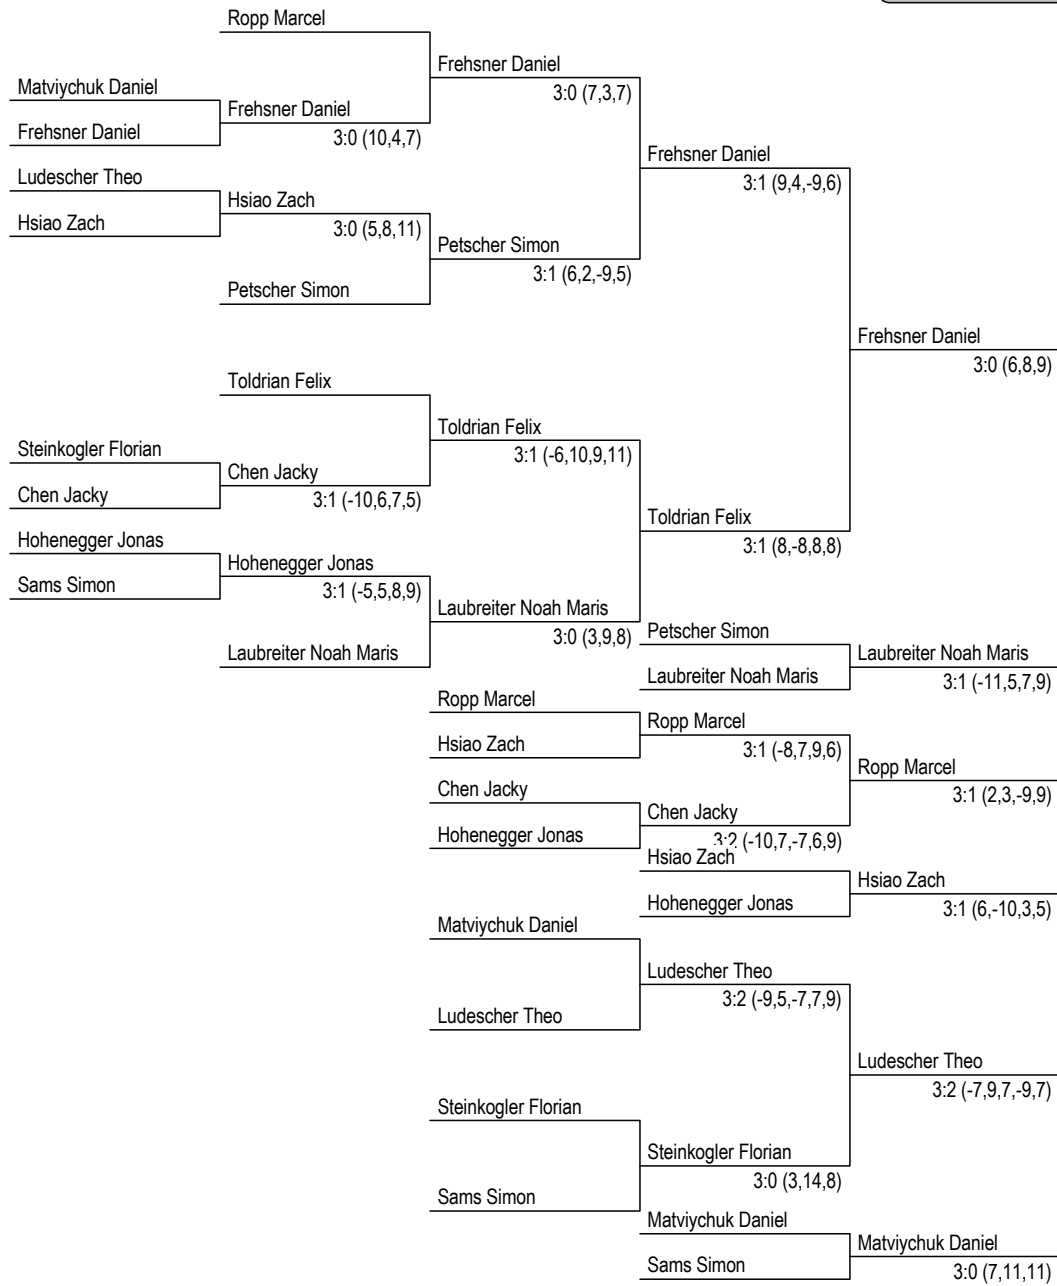 Ropp Marcel
Frehsner Daniel
3:0 (7,3,7)
Matviychuk Daniel
Frehsner Daniel
3:0 (10,4,7)
Frehsner Daniel
Frehsner Daniel
3:1 (9,4,-9,6)
Ludescher Theo
Hsiao Zach
3:0 (5,8,11)
Hsiao Zach
Petscher Simon
3:1 (6,2,-9,5)
Petscher Simon
Frehsner Daniel
3:0 (6,8,9)
Toldrian Felix
Toldrian Felix
3:1 (-6,10,9,11)
Steinkogler Florian
Chen Jacky
3:1 (-10,6,7,5)
Chen Jacky
Toldrian Felix
3:1 (8,-8,8,8)
Hohenegger Jonas
Hohenegger Jonas
3:1 (-5,5,8,9)
Sams Simon
Laubreiter Noah Maris
3:0 (3,9,8)
Laubreiter Noah Maris
Petscher Simon
Laubreiter Noah Maris
3:1 (-11,5,7,9)
Laubreiter Noah Maris
Ropp Marcel
Ropp Marcel
3:1 (-8,7,9,6)
Hsiao Zach
Ropp Marcel
3:1 (2,3,-9,9)
Chen Jacky
Chen Jacky
3:2 (-10,7,-7,6,9)
Hohenegger Jonas
Hsiao Zach
Hsiao Zach
3:1 (6,-10,3,5)
Hohenegger Jonas
Matviychuk Daniel
Ludescher Theo
3:2 (-9,5,-7,7,9)
Ludescher Theo
Ludescher Theo
3:2 (-7,9,7,-9,7)
Steinkogler Florian
Steinkogler Florian
3:0 (3,14,8)
Sams Simon
Matviychuk Daniel
Matviychuk Daniel
3:0 (7,11,11)
Sams Simon